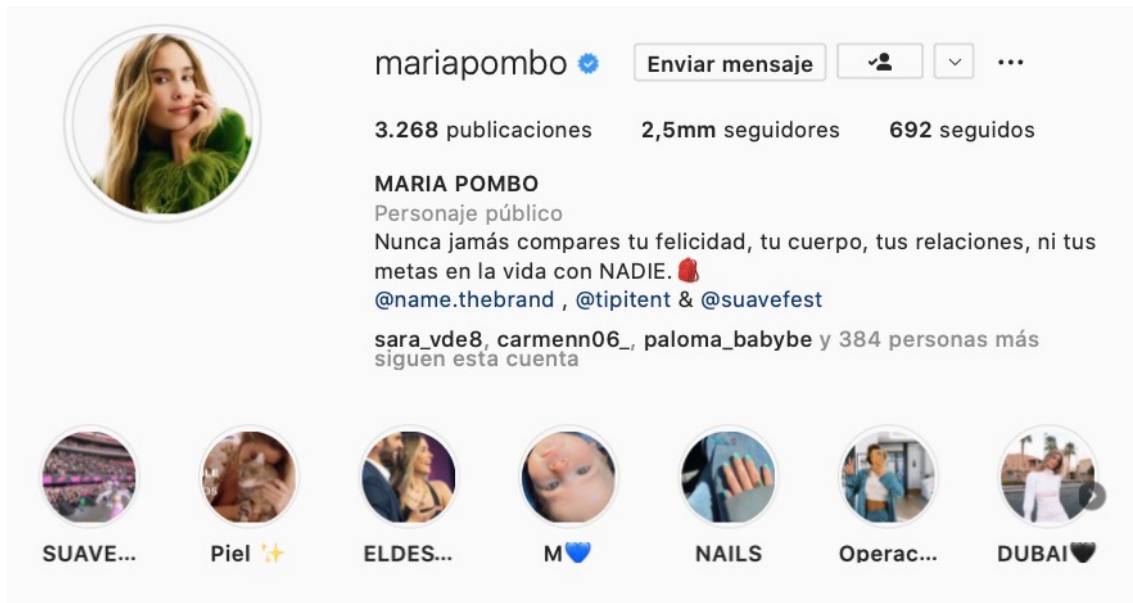 mariapombo
Enviar mensaje
3.268 publicaciones
2,5mm seguidores
692 seguidos
MARIA POMBO
Personaje público
Nunca jamás compares tu felicidad, tu cuerpo, tus relaciones, ni tus
metas en la vida con NADIE.🎒
@name.thebrand , @tipitent & @suavefest
sara_vde8, carmenn06_, paloma_babybe y 384 personas más
siguen esta cuenta
SUAVE...
Piel ✨
ELDES...
M💙
NAILS
Operac...
DUBAI🖤